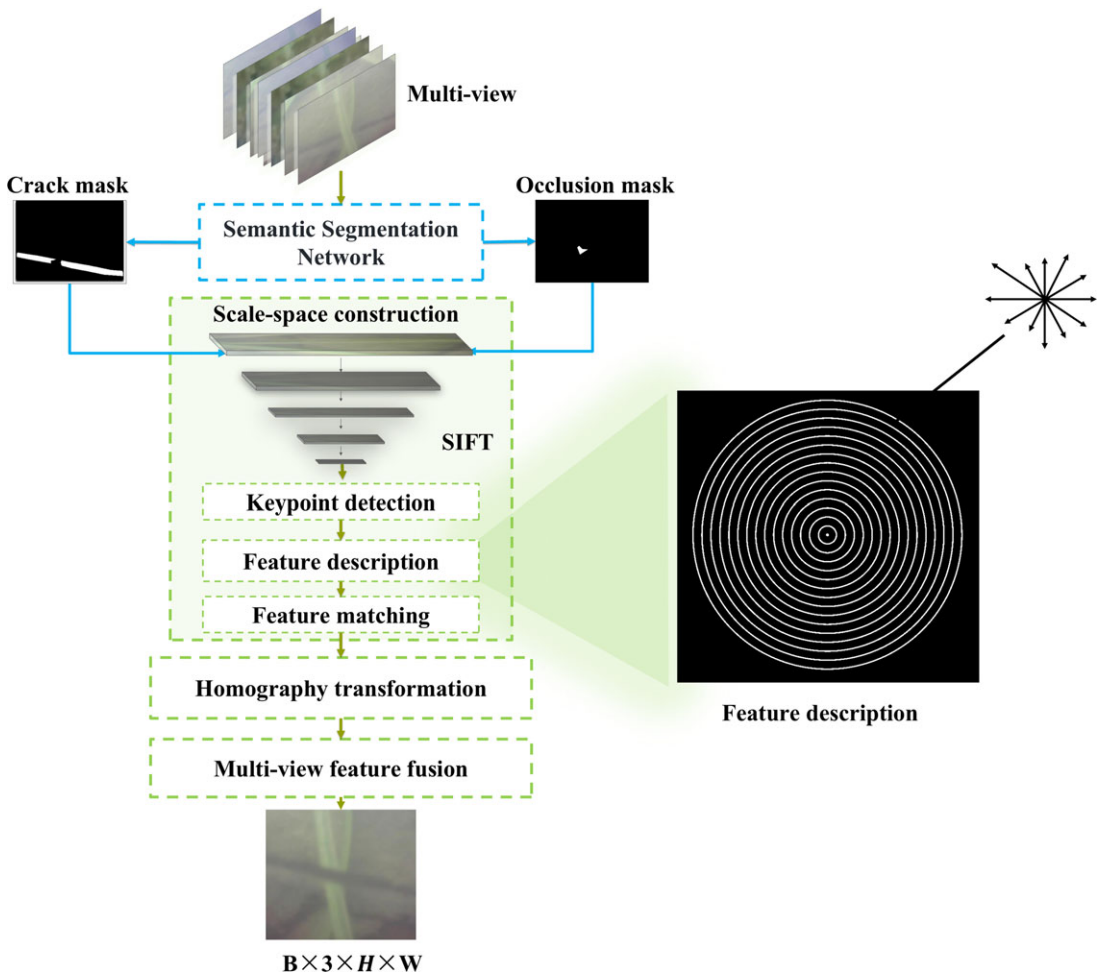 Multi-view
Crack mask
Occlusion mask
Semantic Segmentation
Network
Scale-space construction
SIFT
Keypoint detection
Feature description
Feature matching
Homography transformation
Multi-view feature fusion
B×3×H×W
Feature description